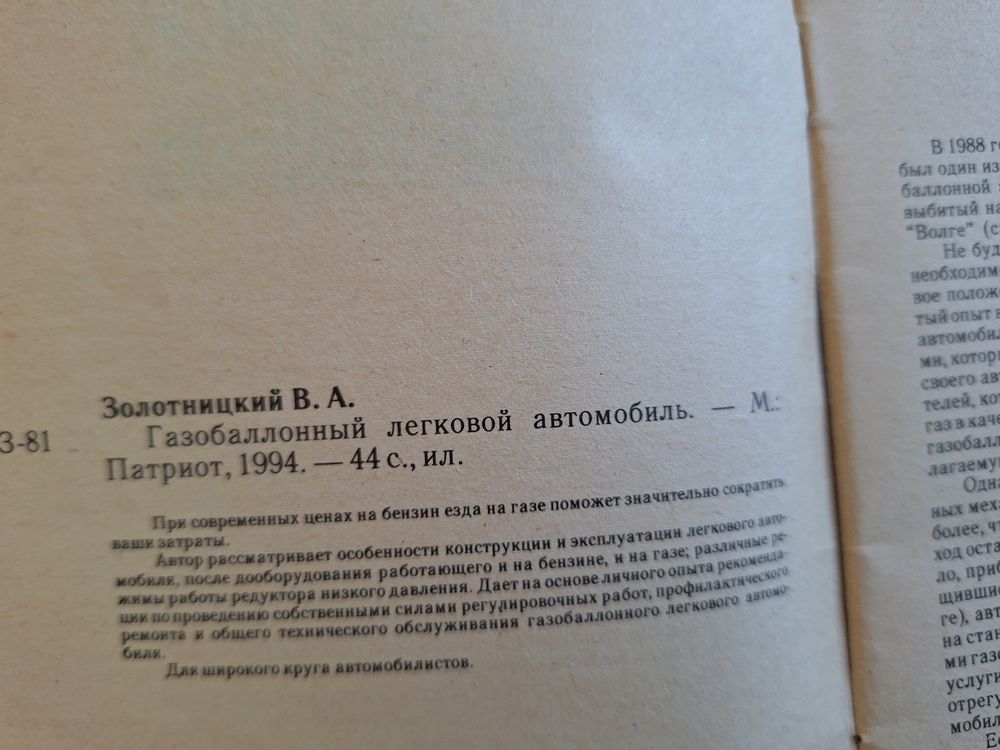 Золотницкий В. А.
З-81 Газобаллонный легковой автомобиль. — М.:
Патриот, 1994. — 44 с., ил.
При современных ценах на бензин езда на газе поможет значительно сократить
ваши затраты.
Автор рассматривает особенности конструкции и эксплуатации легкового авто-
мобиля, после дооборудования работающего и на бензине, и на газе; различные ре-
жимы работы редуктора низкого давления. Дает на основе личного опыта рекоменда-
ции по проведению собственными силами регулировочных работ, профилактического
ремонта и общего технического обслуживания газобаллонного легкового автомо-
биля.
Для широкого круга автомобилистов.
В 1988 г
был один из
баллонной
выбитый на
"Волге" (с
Не буд
необходим
вое полож
тый опыт в
автомобил
ми, котор
своего ав
телей, ко
газ в каче
газобалл
лагаему
Одна
ных меха
более, ч
ход оста
ло, приб
щившис
ге), авт
на стан
ми газо
услуги
отрегу
мобил
Е